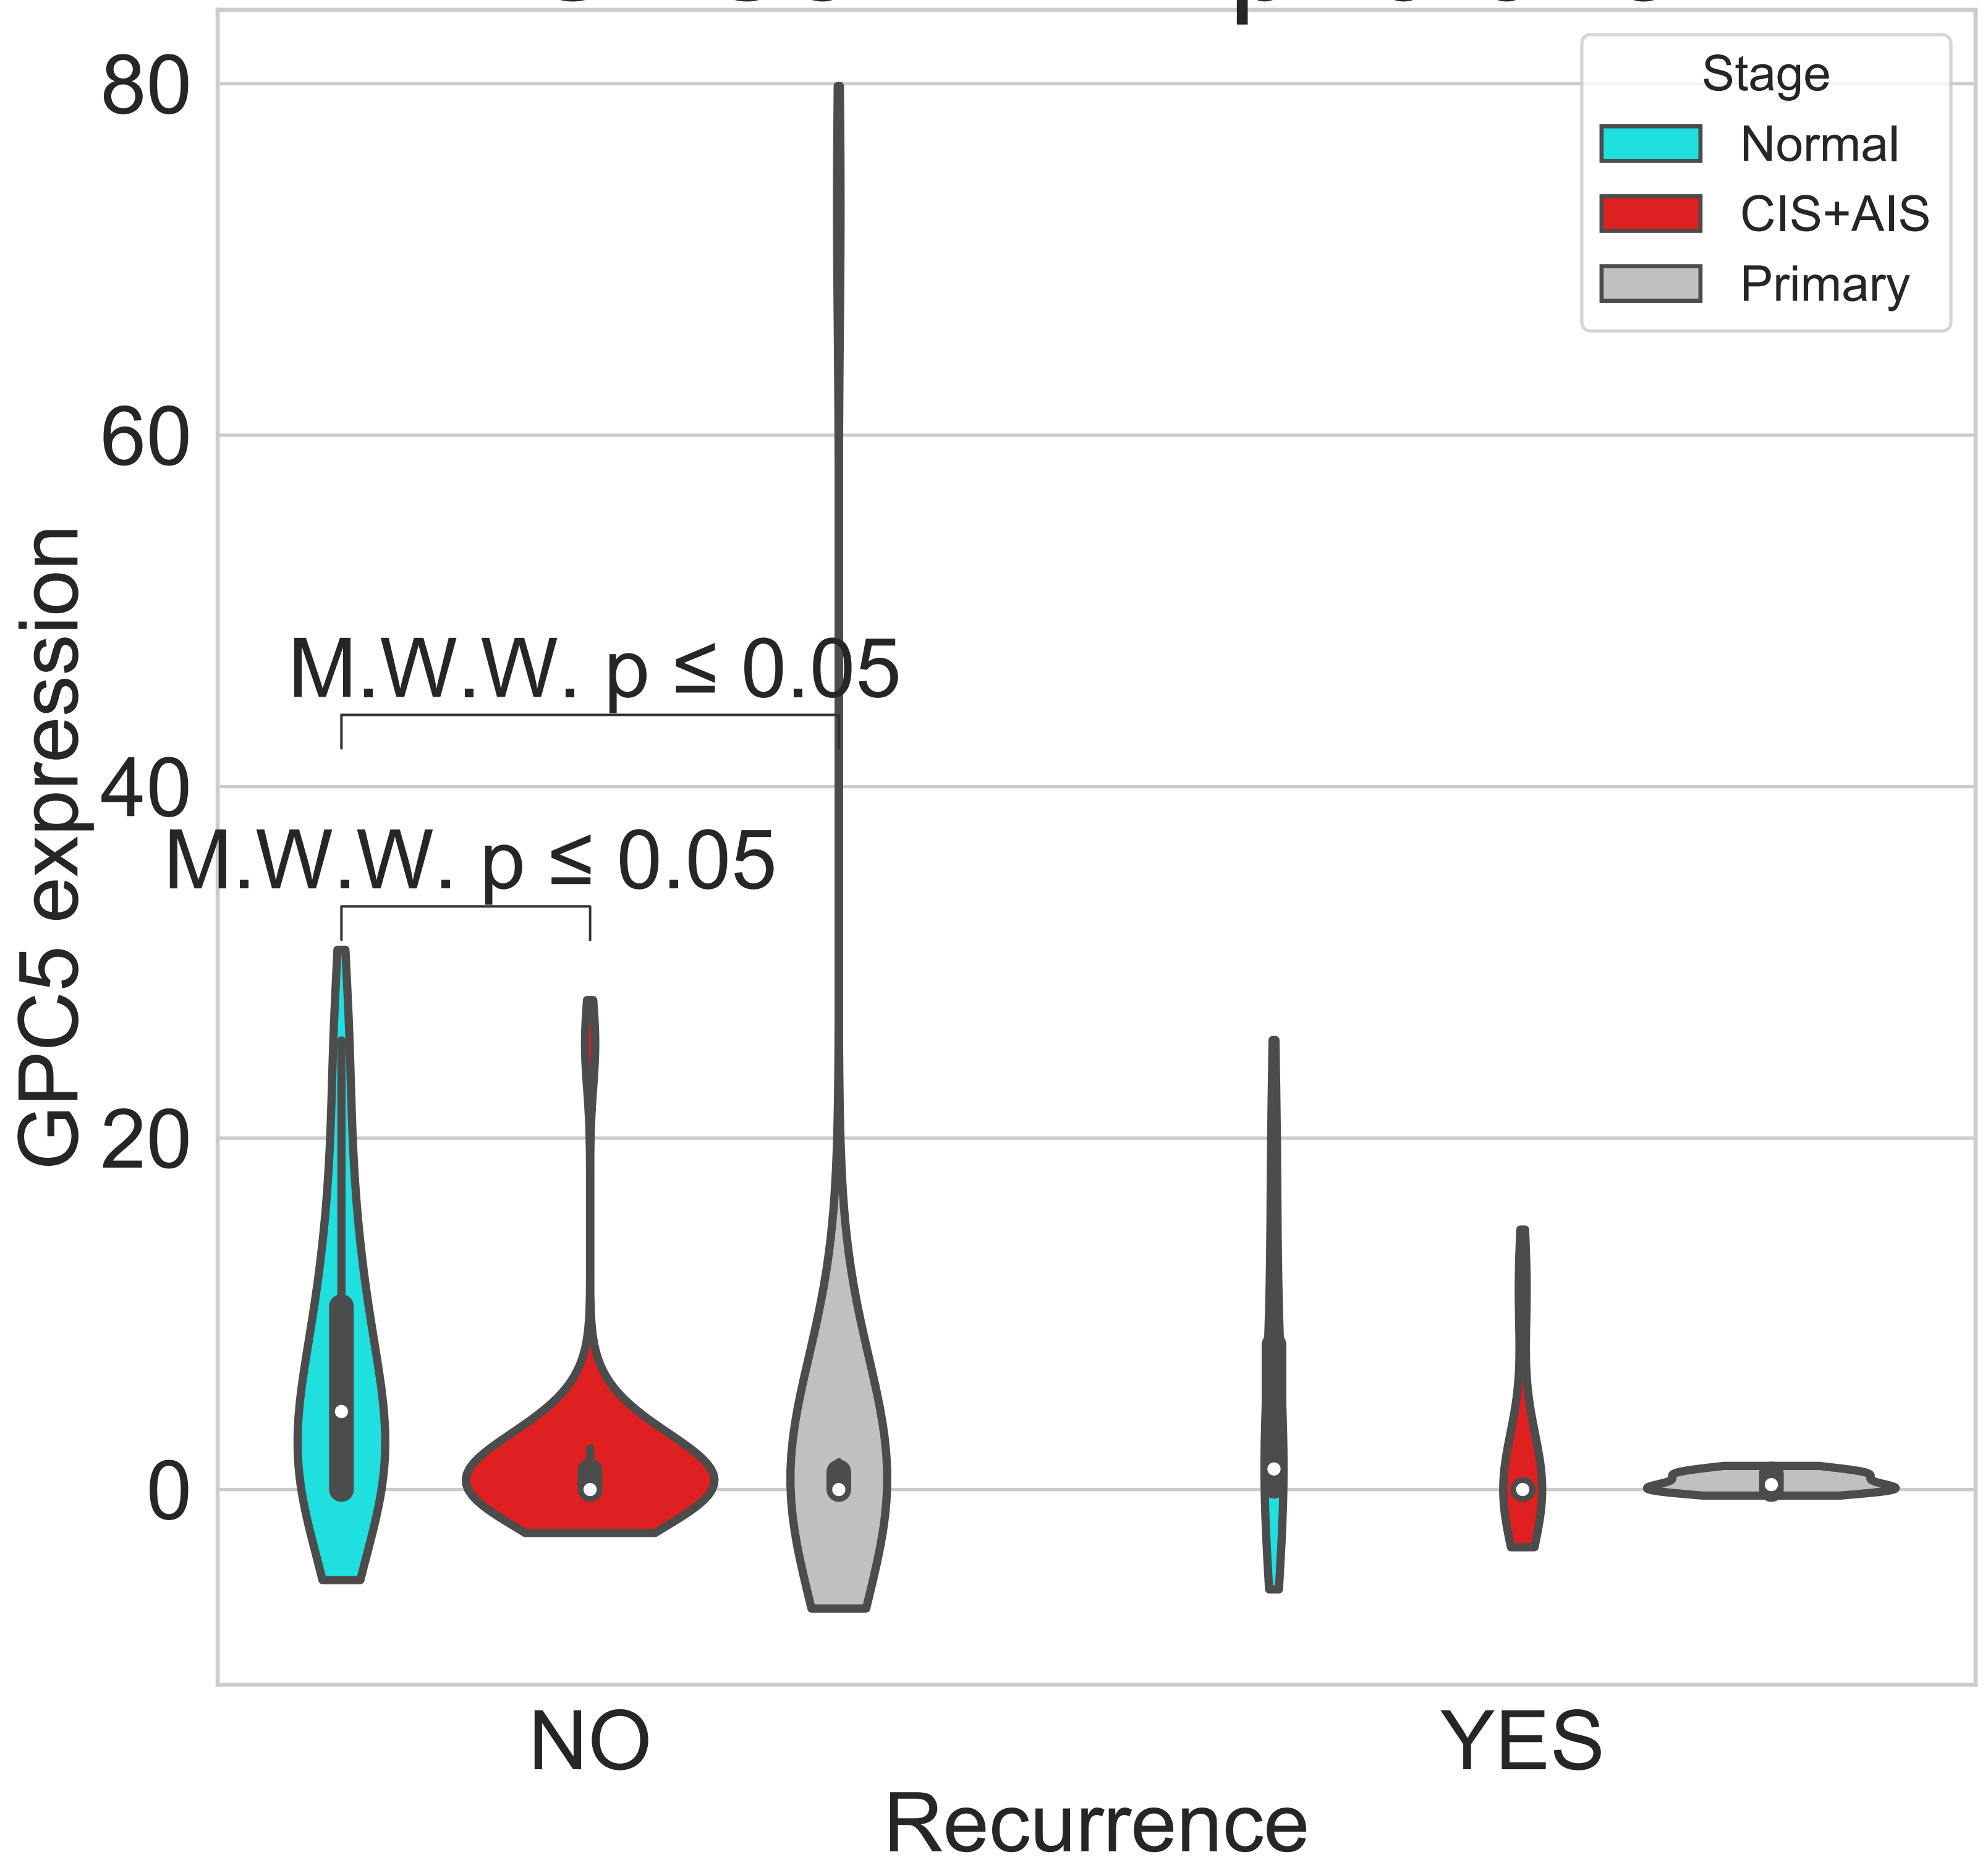 Stage
Normal
CIS+AIS
Primary
80
60
40
20
0
GPC5 expression
M.W.W. p ≤ 0.05
M.W.W. p ≤ 0.05
NO
YES
Recurrence